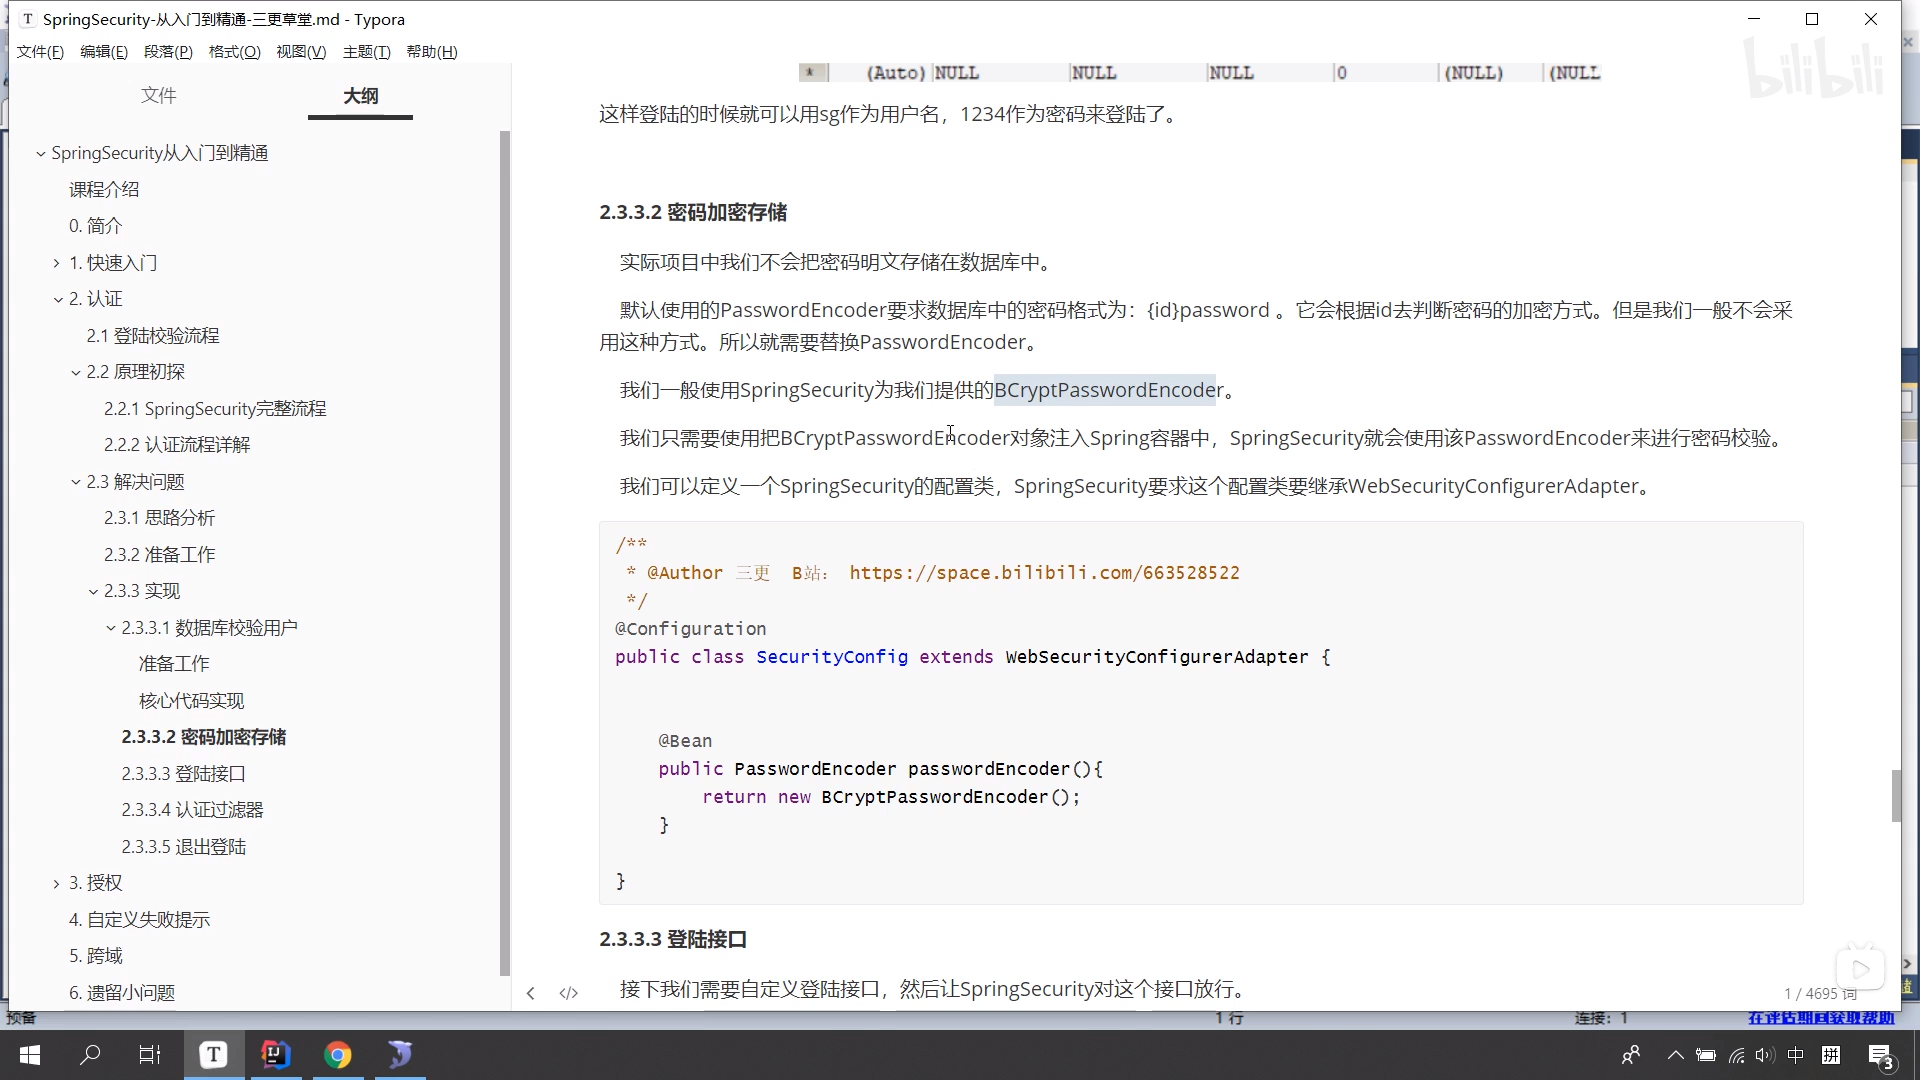 SpringSecurity-从入门到精通-三更草堂.md - Typora
文件(F) 编辑(E) 段落(P) 格式(O) 视图(V) 主题(T) 帮助(H)
bilibili
文件 大纲
SpringSecurity从入门到精通
课程介绍
0. 简介
1. 快速入门
2. 认证
2.1 登陆校验流程
2.2 原理初探
2.2.1 SpringSecurity完整流程
2.2.2 认证流程详解
2.3 解决问题
2.3.1 思路分析
2.3.2 准备工作
2.3.3 实现
2.3.3.1 数据库校验用户
准备工作
核心代码实现
2.3.3.2 密码加密存储
2.3.3.3 登陆接口
2.3.3.4 认证过滤器
2.3.3.5 退出登陆
3. 授权
4. 自定义失败提示
5. 跨域
6. 遗留小问题
* (Auto) NULL NULL NULL 0 (NULL) (NULL
这样登陆的时候就可以用sg作为用户名，1234作为密码来登陆了。
2.3.3.2 密码加密存储
实际项目中我们不会把密码明文存储在数据库中。
默认使用的PasswordEncoder要求数据库中的密码格式为：{id}password 。它会根据id去判断密码的加密方式。但是我们一般不会采
用这种方式。所以就需要替换PasswordEncoder。
我们一般使用SpringSecurity为我们提供的BCryptPasswordEncoder。
我们只需要使用把BCryptPasswordEncoder对象注入Spring容器中，SpringSecurity就会使用该PasswordEncoder来进行密码校验。
我们可以定义一个SpringSecurity的配置类，SpringSecurity要求这个配置类要继承WebSecurityConfigurerAdapter。
/**
* @Author 三更 B站： https://space.bilibili.com/663528522
*/
@Configuration
public class SecurityConfig extends WebSecurityConfigurerAdapter {
@Bean
public PasswordEncoder passwordEncoder(){
return new BCryptPasswordEncoder();
}
}
2.3.3.3 登陆接口
接下我们需要自定义登陆接口，然后让SpringSecurity对这个接口放行。
1 / 4695 词
预备 1 行 连接：1 在评估期间获取帮助
中 拼 3